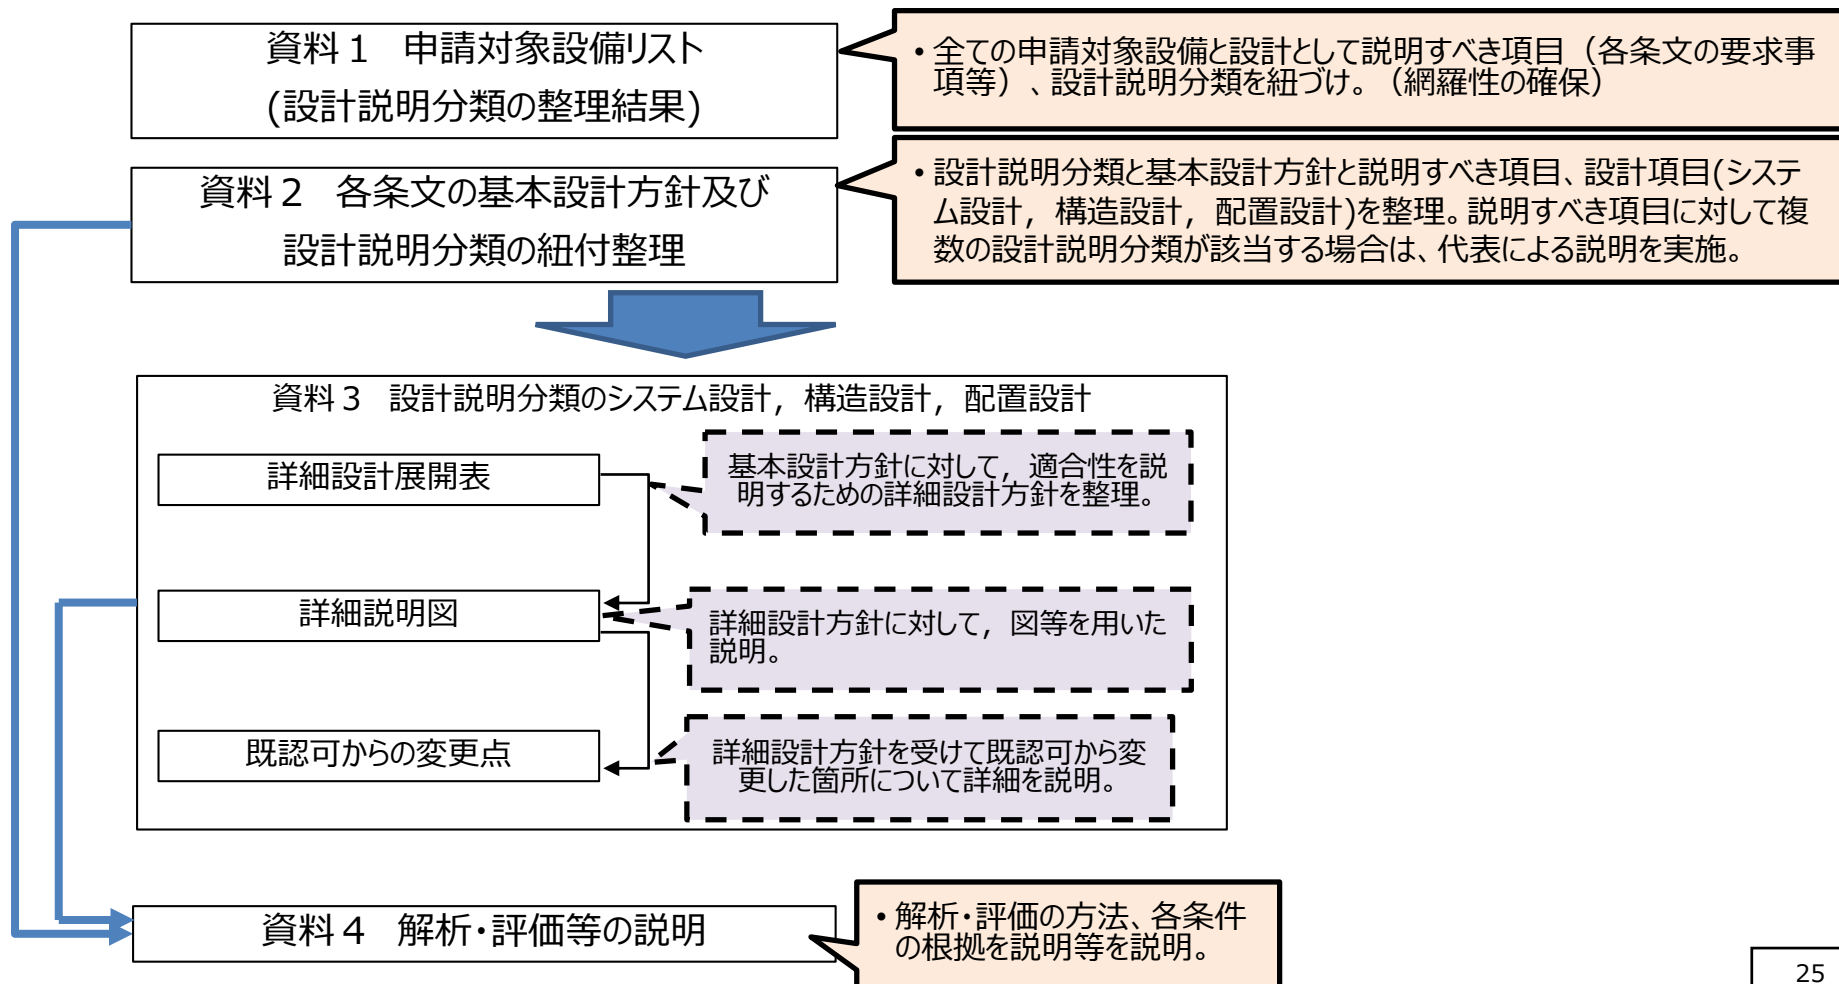 資料１　申請対象設備リスト
(設計説明分類の整理結果)
• 全ての申請対象設備と設計として説明すべき項目（各条文の要求事
項等）、設計説明分類を紐づけ。（網羅性の確保）
資料２　各条文の基本設計方針及び
設計説明分類の紐付整理
• 設計説明分類と基本設計方針と説明すべき項目、設計項目(システ
ム設計，構造設計，配置設計)を整理。説明すべき項目に対して複
数の設計説明分類が該当する場合は、代表による説明を実施。
資料３　設計説明分類のシステム設計，構造設計，配置設計
詳細設計展開表
基本設計方針に対して，適合性を説
明するための詳細設計方針を整理。
詳細説明図
詳細設計方針に対して，図等を用いた
説明。
既認可からの変更点
詳細設計方針を受けて既認可から変
更した箇所について詳細を説明。
資料４　解析・評価等の説明
• 解析・評価の方法、各条件
の根拠を説明等を説明。
25